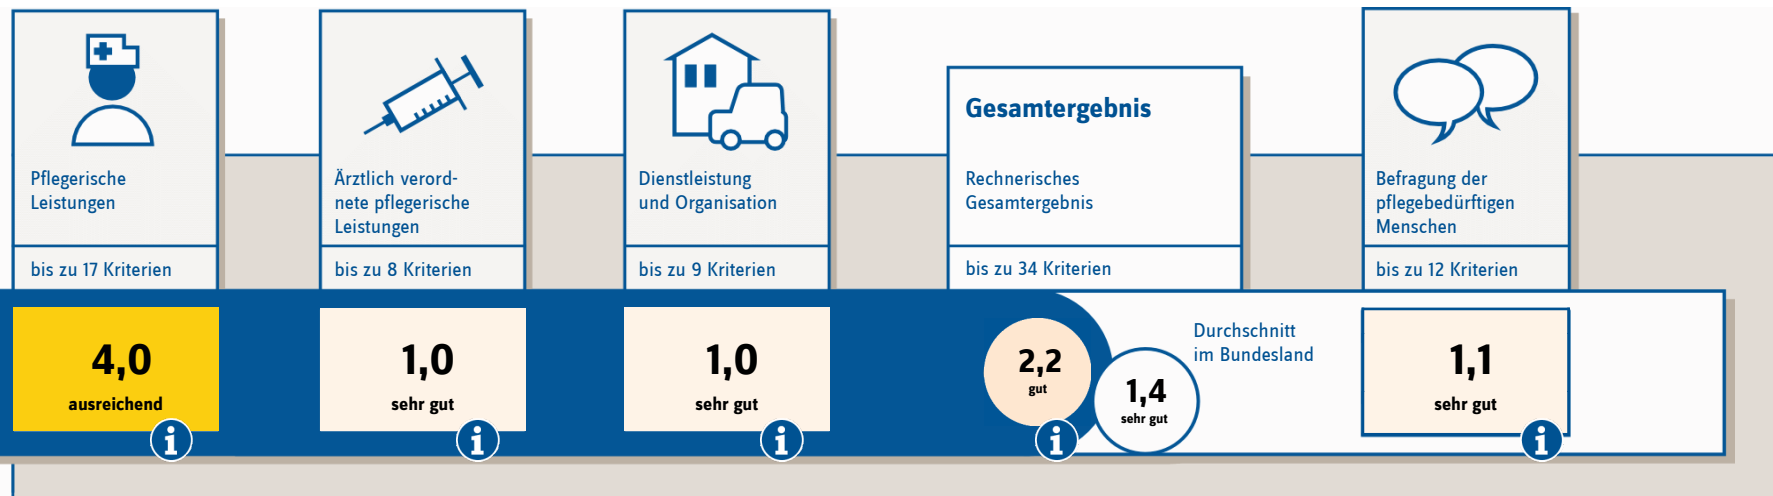 Pflegerische
Leistungen
bis zu 17 Kriterien
4,0
ausreichend
i
Ärztlich verord-
nete pflegerische
Leistungen
bis zu 8 Kriterien
1,0
sehr gut
i
Dienstleistung
und Organisation
bis zu 9 Kriterien
1,0
sehr gut
i
Gesamtergebnis
Rechnerisches
Gesamtergebnis
bis zu 34 Kriterien
2,2
gut
i
Durchschnitt
im Bundesland
1,4
sehr gut
Befragung der
pflegebedürftigen
Menschen
bis zu 12 Kriterien
1,1
sehr gut
i